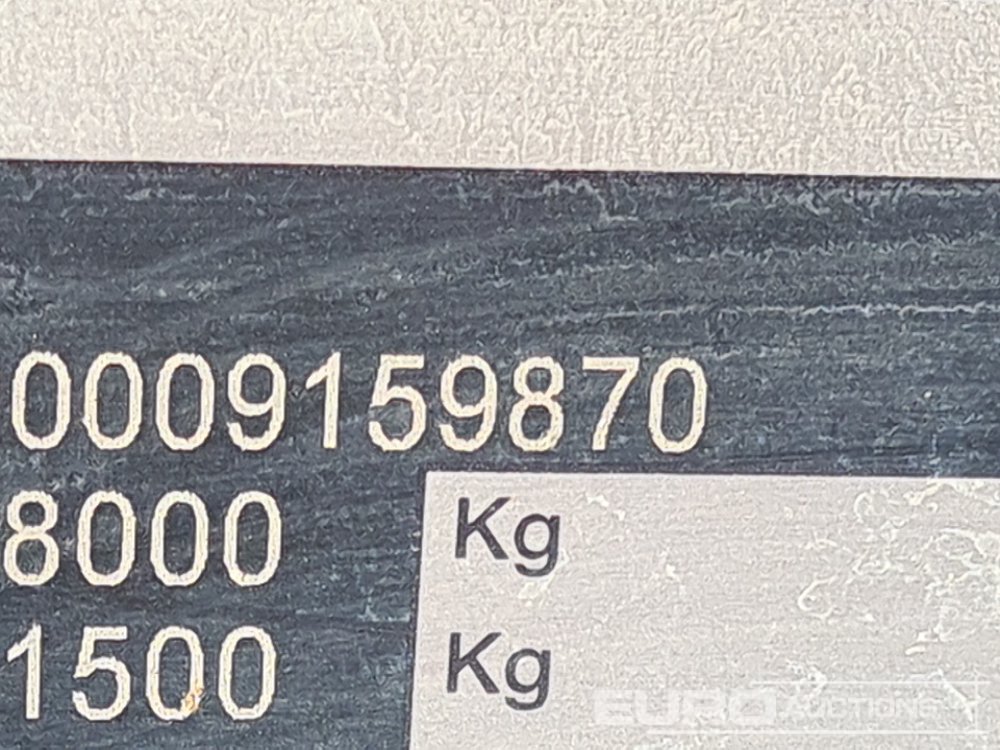 0009159870
8000 Kg
1500 Kg
EURO AUCTIONS